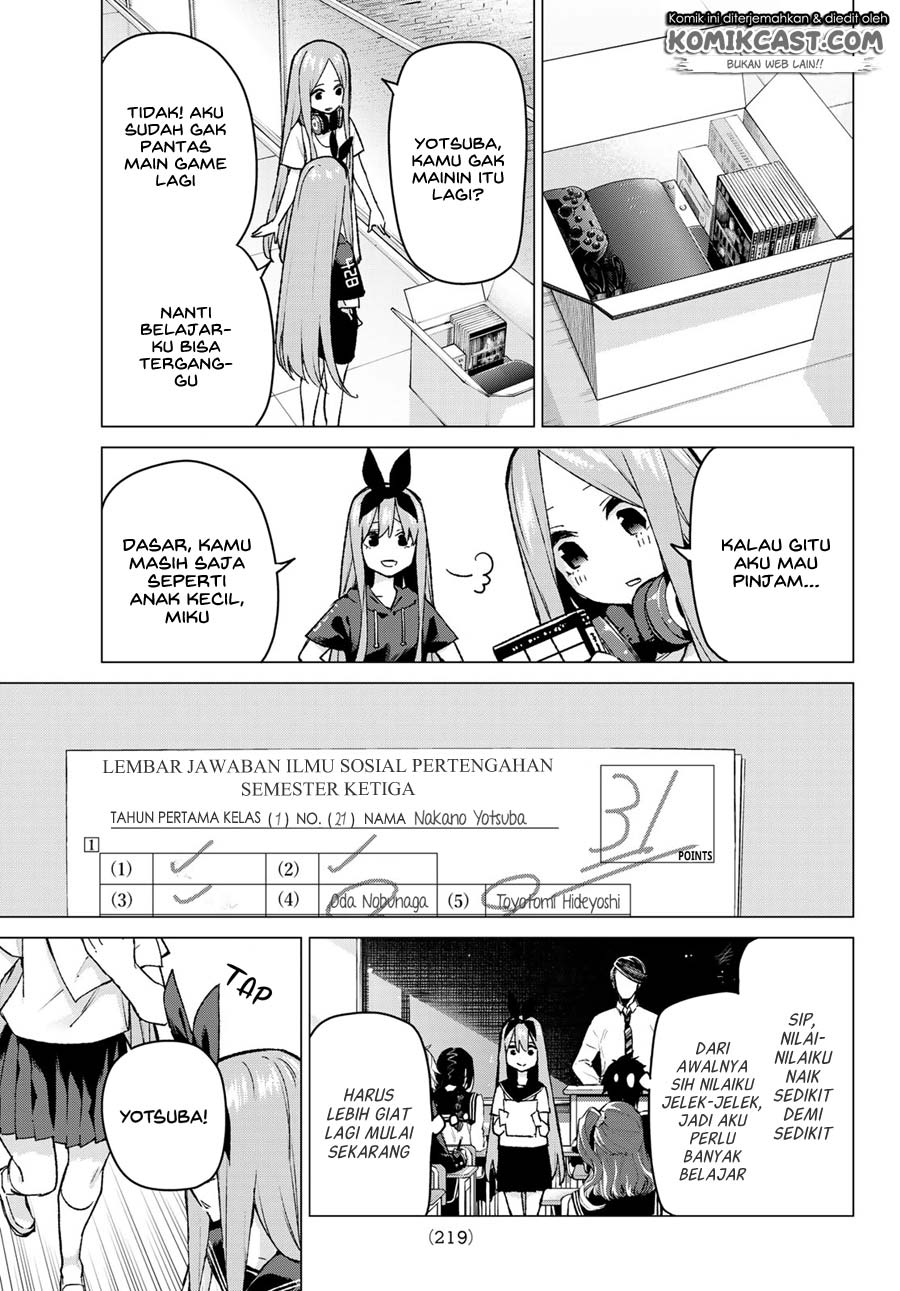 Komik ini diterjemahkan & diedit oleh
KOMIKCAST.COM
BUKAN WEB LAIN!!
YOTSUBA,
KAMU GAK
MAININ ITU
LAGI?
TIDAK! AKU
SUDAH GAK
PANTAS
MAIN GAME
LAGI
NANTI
BELAJAR-
KU BISA
TERGANG-
GU
428
KALAU GITU
AKU MAU
PINJAM...
DASAR, KAMU
MASIH SAJA
SEPERTI
ANAK KECIL,
MIKU
LEMBAR JAWABAN ILMU SOSIAL PERTENGAHAN
SEMESTER KETIGA
TAHUN PERTAMA KELAS (1) NO. (21) NAMA Nakano Yotsuba
31
POINTS
1
(1) (2)
(3) (4) Oda Nobunaga (5) Toyotomi Hideyoshi
SIP,
NILAI-
NILAIKU
NAIK
SEDIKIT
DEMI
SEDIKIT
DARI
AWALNYA
SIH NILAIKU
JELEK-JELEK,
JADI AKU
PERLU
BANYAK
BELAJAR
HARUS
LEBIH GIAT
LAGI MULAI
SEKARANG
TAP
YOTSUBA!
(219)